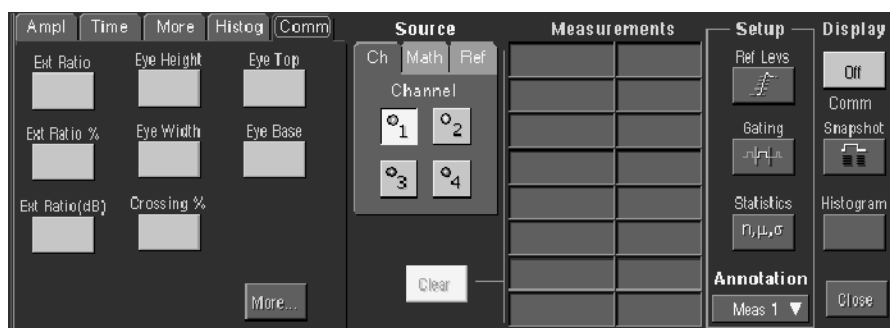 Ampl Time More Histog Comm
Ext Ratio Eye Height Eye Top
Ext Ratio % Eye Width Eye Base
Ext Ratio(dB) Crossing %
More...
Source
Ch Math Ref
Channel
1 2
3 4
Clear
Measurements
Setup
Ref Levs
Gating
Statistics
n,μ,σ
Annotation
Meas 1 ▼
Display
Off
Comm
Snapshot
Histogram
Close